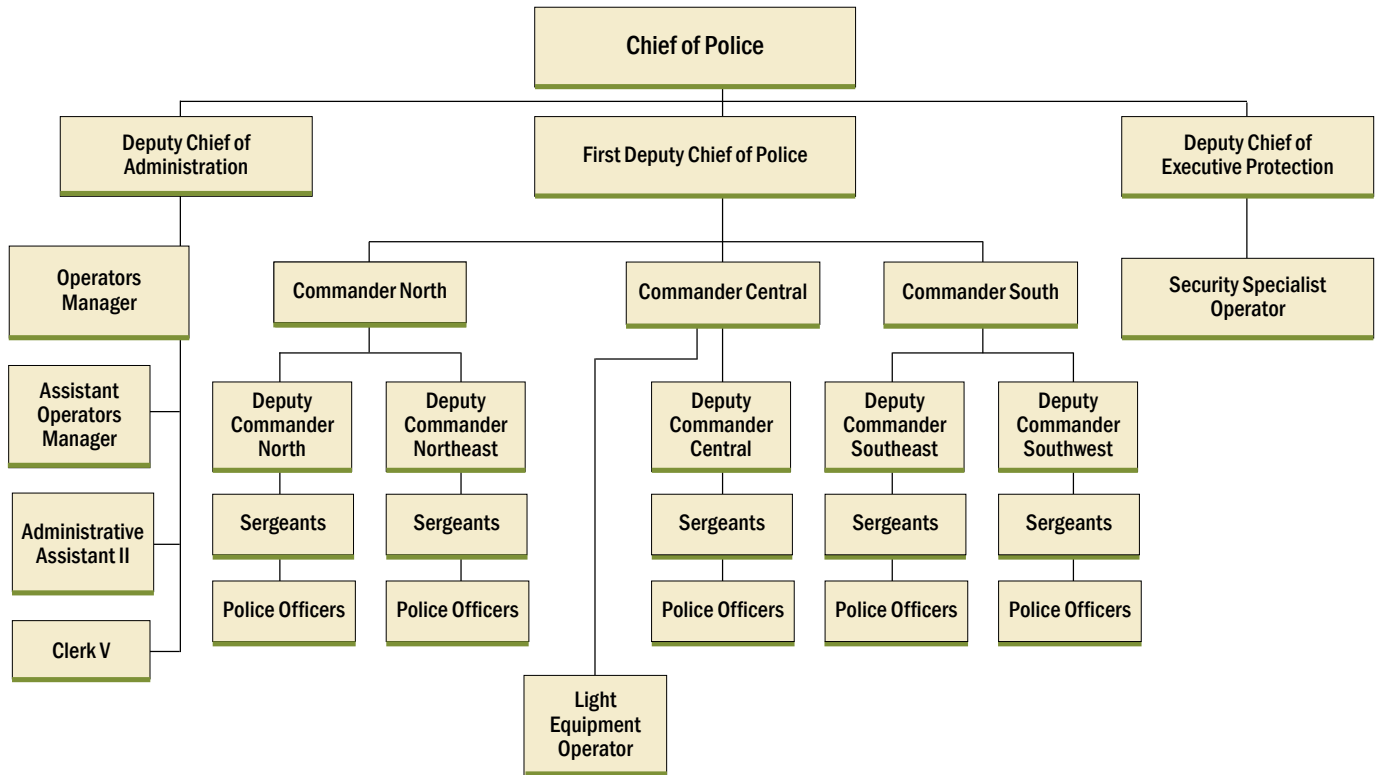 Chief of Police
Deputy Chief of
Administration
First Deputy Chief of Police
Deputy Chief of
Executive Protection
Operators
Manager
Commander North
Commander Central
Commander South
Security Specialist
Operator
Assistant
Operators
Manager
Deputy
Commander
North
Deputy
Commander
Northeast
Deputy
Commander
Central
Deputy
Commander
Southeast
Deputy
Commander
Southwest
Administrative
Assistant II
Sergeants
Sergeants
Sergeants
Sergeants
Sergeants
Police Officers
Police Officers
Police Officers
Police Officers
Police Officers
Clerk V
Light
Equipment
Operator